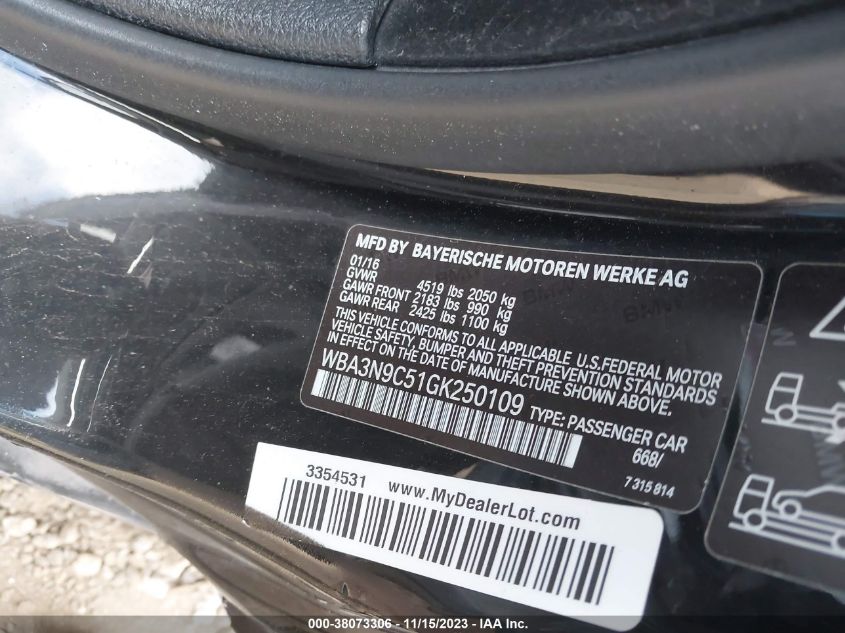 MFD BY BAYERISCHE MOTOREN WERKE AG
01/16
GVWR 4519 lbs 2050 kg
GAWR FRONT 2183 lbs 990 kg
GAWR REAR 2425 lbs 1100 kg
THIS VEHICLE CONFORMS TO ALL APPLICABLE U.S.FEDERAL MOTOR
VEHICLE SAFETY, BUMPER AND THEFT PREVENTION STANDARDS
IN EFFECT ON THE DATE OF MANUFACTURE SHOWN ABOVE.
WBA3N9C51GK250109 TYPE: PASSENGER CAR
668/
7 315 814
3354531 www.MyDealerLot.com
000-38073306 - 11/15/2023 - IAA Inc.